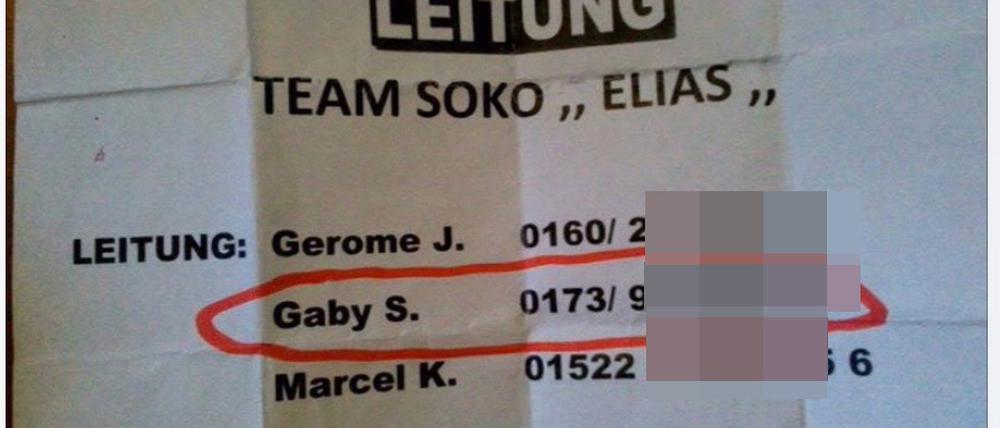 LEITUNG
TEAM SOKO ,, ELIAS ,,
LEITUNG: Gerome J. 0160/ 2
Gaby S. 0173/ 9
Marcel K. 01522 6